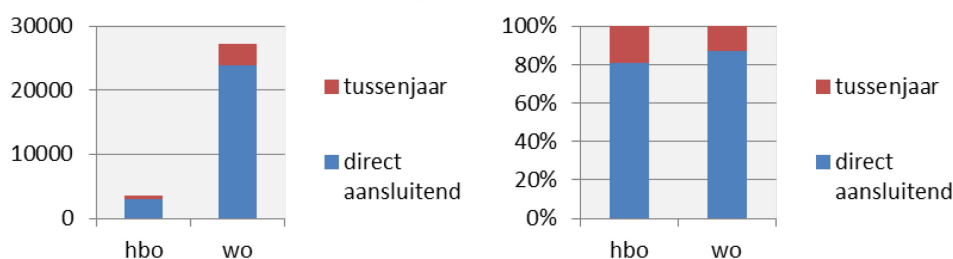 30000
20000
10000
0
hbo
wo
tussenjaar
direct
aansluitend
100%
80%
60%
40%
20%
0%
hbo
wo
tussenjaar
direct
aansluitend